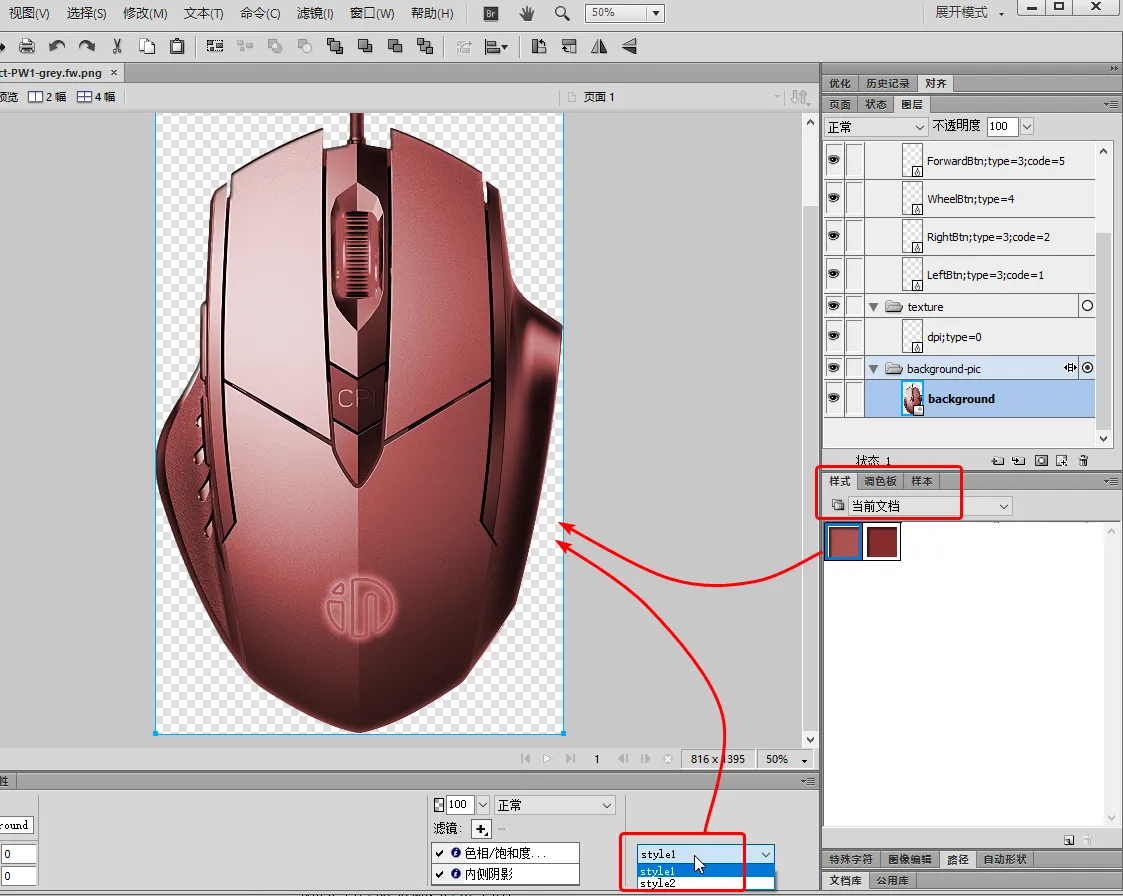 视图(V) 选择(S) 修改(M) 文本(T) 命令(C) 滤镜(I) 窗口(W) 帮助(H) Br 50% 展开模式
ct-PW1-grey.fw.png ×
预览 2 幅 4 幅 页面 1
优化 历史记录 对齐
页面 状态 图层
正常 不透明度 100
ForwardBtn;type=3;code=5
WheelBtn;type=4
RightBtn;type=3;code=2
LeftBtn;type=3;code=1
texture
dpi;type=0
background-pic
background
CPI
状态 1
样式 调色板 样本
当前文档
1 816 x 1395 50%
性
100 正常
滤镜:
round
色相/饱和度...
0
内侧阴影
0
style1
style1
style2
特殊字符 图像编辑 路径 自动形状
文档库 公用库